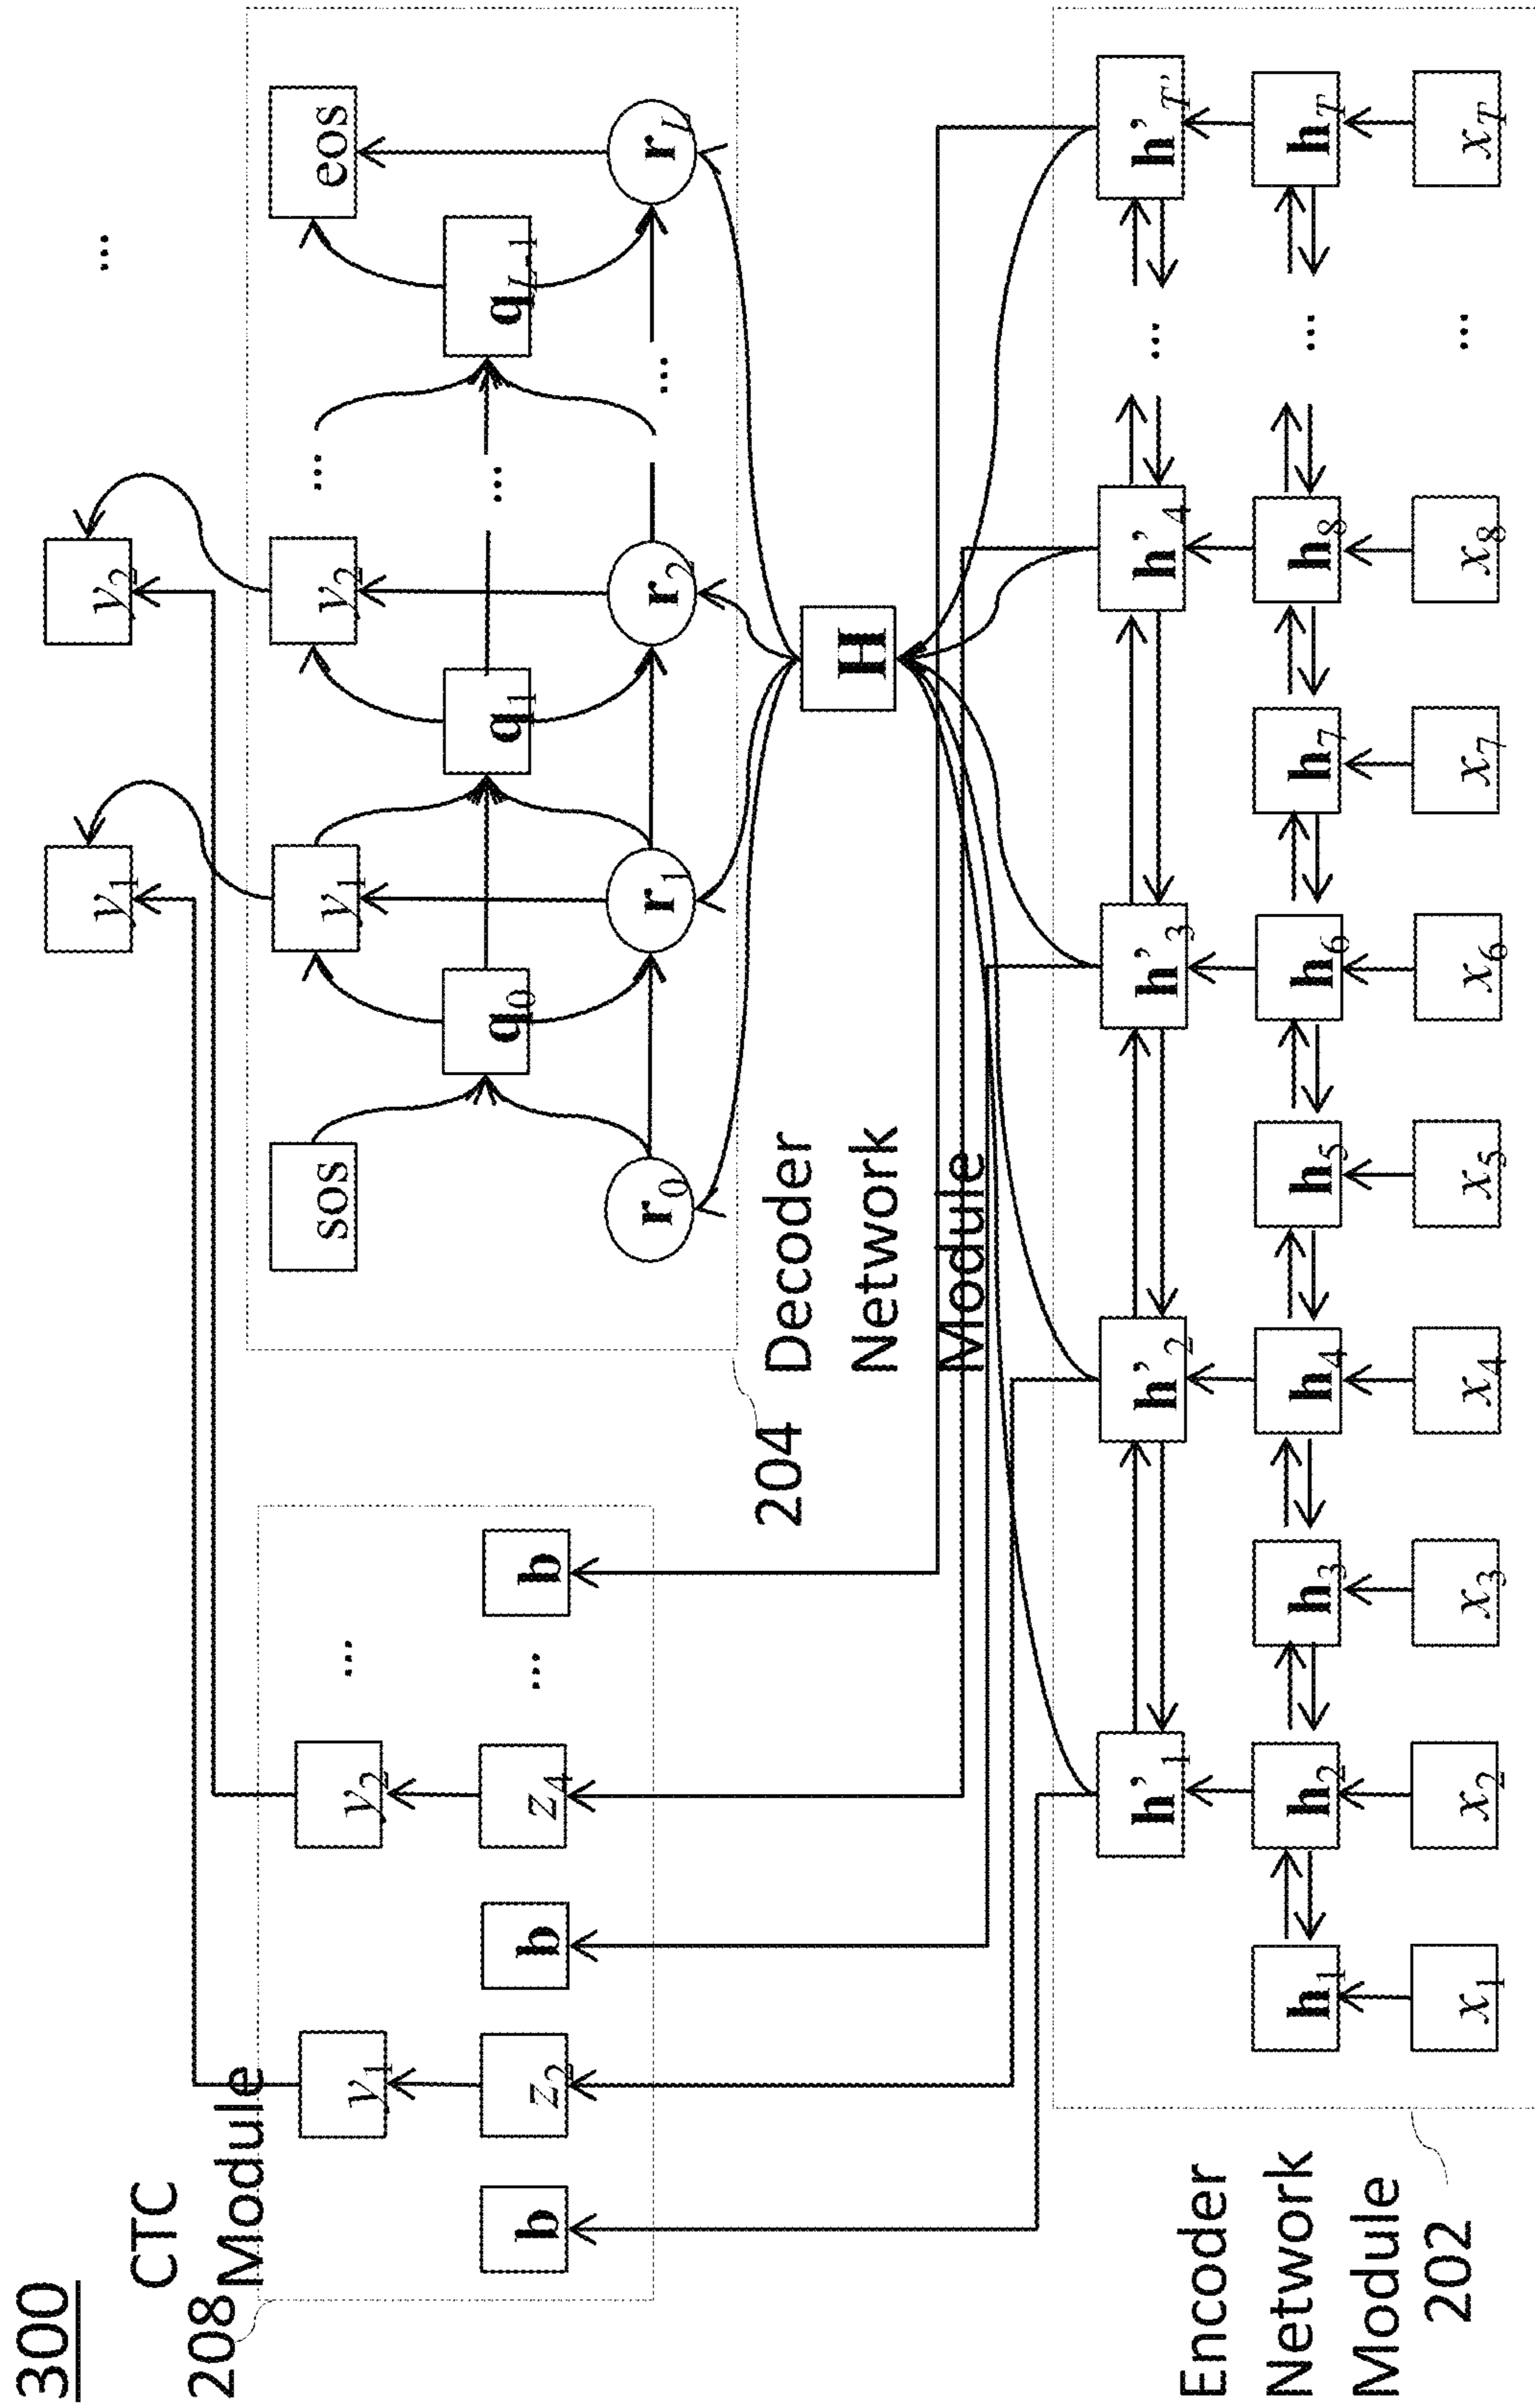 300
y1 y2 ...
CTC
Module
208
y1 y2 ...
b z2 b z4 ... b
sos y1 y2 ... eos
q0 q1 ... qL-1
r0 r1 r2 ... rL
204
Decoder
Network
Module
H
Encoder
Network
Module
202
h'1 h'2 h'3 h'4 ... h'T'
h1 h2 h3 h4 h5 h6 h7 h8 ... hT
x1 x2 x3 x4 x5 x6 x7 x8 ... xT